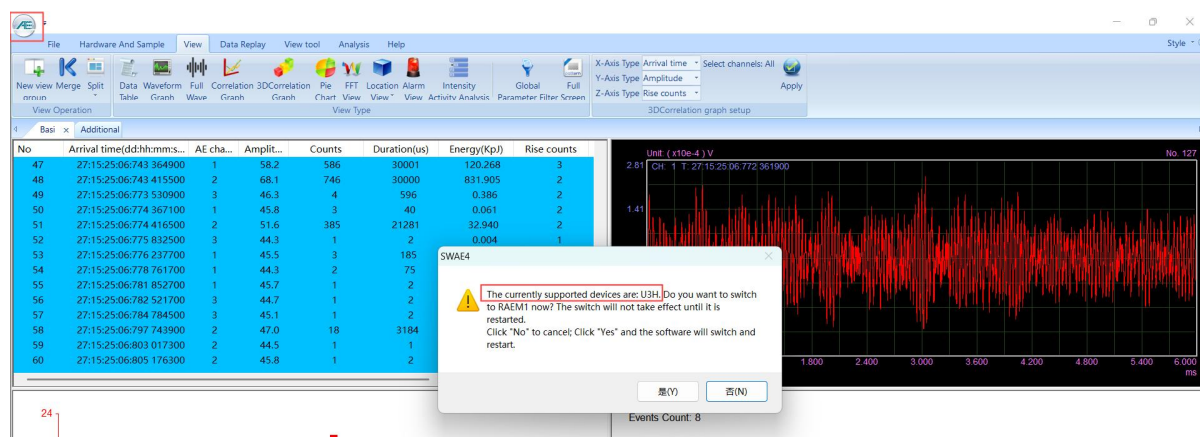 AE
File Hardware And Sample View Data Replay View tool Analysis Help Style
New view group Merge Split Data Table Waveform Graph Full Wave Correlation Graph 3DCorrelation Graph Pie Chart FFT View Location View Alarm View Intensity Activity Analysis Global Parameter Filter Full Screen
X-Axis Type Arrival time Select channels: All
Y-Axis Type Amplitude
Z-Axis Type Rise counts
Apply
View Operation View Type 3DCorrelation graph setup
Basi x Additional
No Arrival time(dd:hh:mm:s... AE cha... Amplit... Counts Duration(us) Energy(KpJ) Rise counts
47 27:15:25:06:743 364900 1 58.2 586 30001 120.268 3
48 27:15:25:06:743 415500 2 68.1 746 30000 831.905 2
49 27:15:25:06:773 530900 3 46.3 4 596 0.386 2
50 27:15:25:06:774 367100 1 45.8 3 40 0.061 2
51 27:15:25:06:774 416500 2 51.6 385 21281 32.940 2
52 27:15:25:06:775 832500 3 44.3 1 2 0.004 1
53 27:15:25:06:776 237700 1 45.5 3 185
54 27:15:25:06:778 761700 1 44.3 2 75
55 27:15:25:06:781 852700 1 45.7 1 2
56 27:15:25:06:782 521700 3 44.7 1 2
57 27:15:25:06:784 784500 3 45.1 1 2
58 27:15:25:06:797 743900 2 47.0 18 3184
59 27:15:25:06:803 017300 2 44.5 1 1
60 27:15:25:06:805 176300 2 45.8 1 2
Unit: ( x10e-4 ) V No. 127
2.81 CH: 1 T: 27:15:25:06:772 361900
1.41
1.800 2.400 3.000 3.600 4.200 4.800 5.400 6.000
ms
SWAE4
The currently supported devices are: U3H. Do you want to switch
to RAEM1 now? The switch will not take effect until it is
restarted.
Click "No" to cancel; Click "Yes" and the software will switch and
restart.
是(Y) 否(N)
24
Events Count: 8